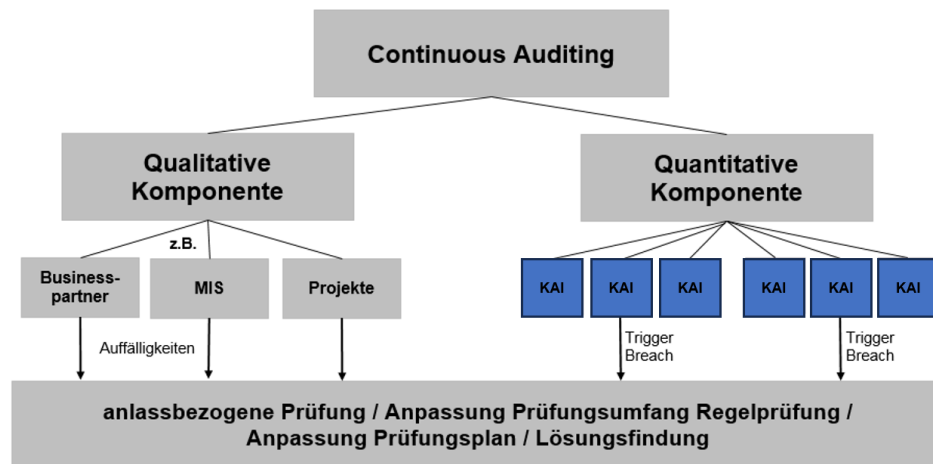 Continuous Auditing
Qualitative
Komponente
Quantitative
Komponente
z.B.
Business-
partner
MIS
Projekte
KAI
KAI
KAI
KAI
KAI
KAI
Auffälligkeiten
Trigger
Breach
Trigger
Breach
anlassbezogene Prüfung / Anpassung Prüfungsumfang Regelprüfung /
Anpassung Prüfungsplan / Lösungsfindung